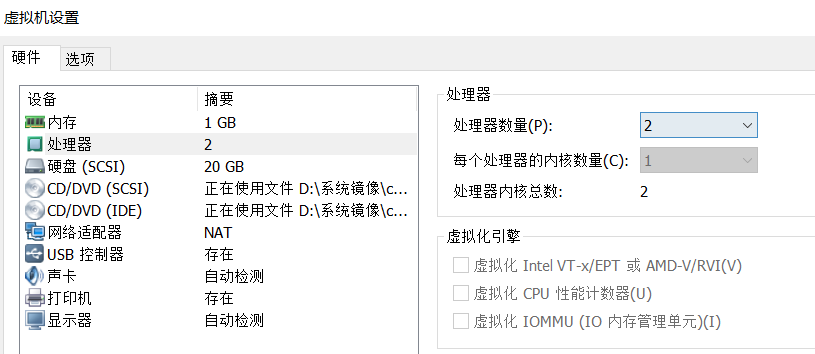 虚拟机设置
硬件 选项
设备 摘要
内存 1 GB
处理器 2
硬盘 (SCSI) 20 GB
CD/DVD (SCSI) 正在使用文件 D:\系统镜像\c...
CD/DVD (IDE) 正在使用文件 D:\系统镜像\c...
网络适配器 NAT
USB 控制器 存在
声卡 自动检测
打印机 存在
显示器 自动检测
处理器
处理器数量(P): 2
每个处理器的内核数量(C): 1
处理器内核总数: 2
虚拟化引擎
虚拟化 Intel VT-x/EPT 或 AMD-V/RVI(V)
虚拟化 CPU 性能计数器(U)
虚拟化 IOMMU (IO 内存管理单元)(I)